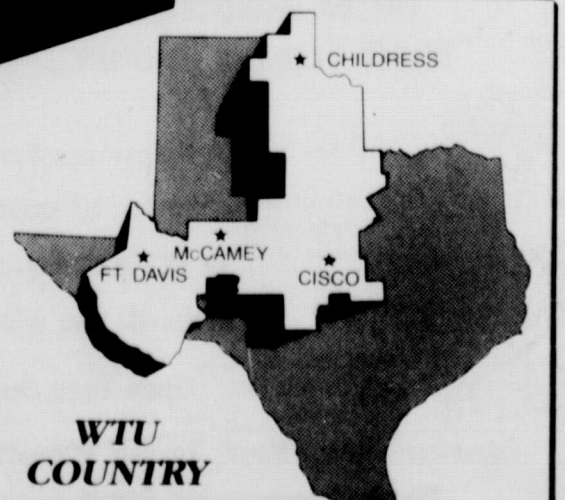 CHILDRESS
McCAMEY
FT. DAVIS
CISCO
WTU
COUNTRY